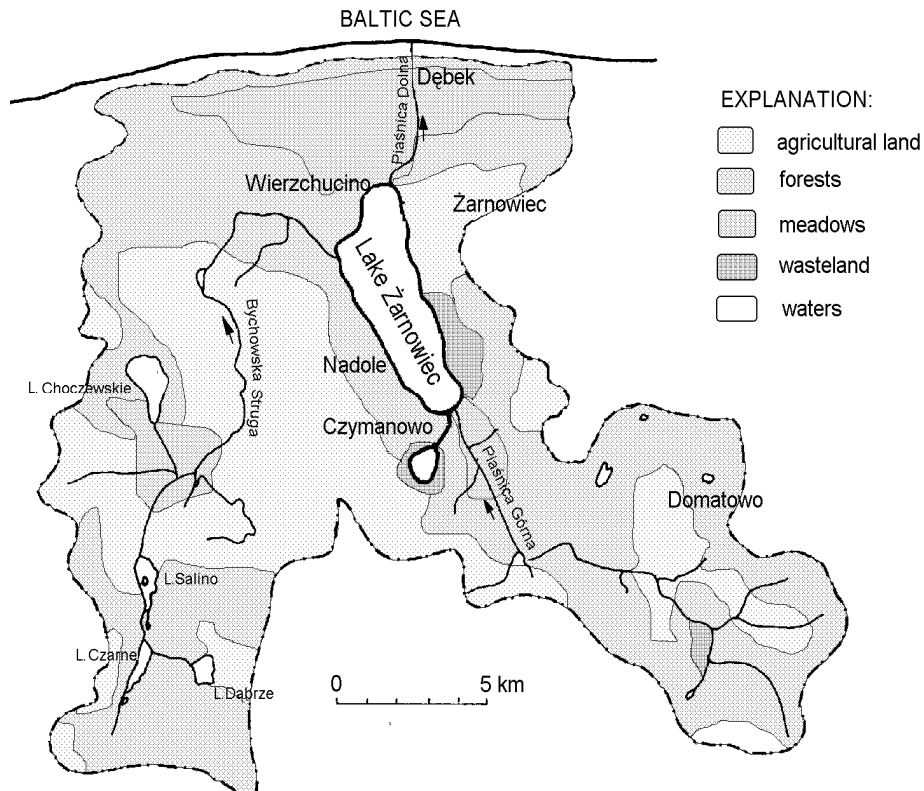 BALTIC SEA
Dębek
Piaśnica Dolna
EXPLANATION:
agricultural land
forests
meadows
wasteland
waters
Wierzchucino
Żarnowiec
Lake Żarnowiec
Bychowska Struga
Nadole
L. Choczewskie
Czymanowo
Piaśnica Górna
Domatowo
L.Salino
L. Czarne
L.Dąbrze
0 5 km